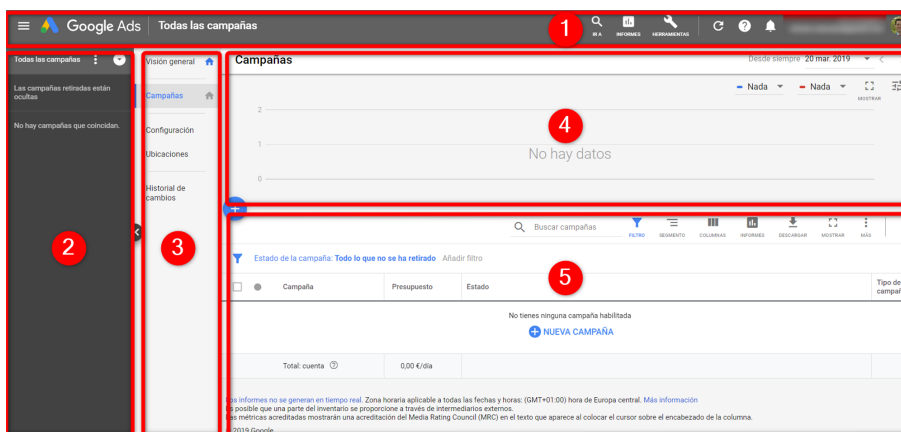 Google Ads Todas las campañas
1
IR A INFORMES HERRAMIENTAS
Todas las campañas
Las campañas retiradas están
ocultas
No hay campañas que coincidan.
2
Visión general
Campañas
Configuración
Ubicaciones
Historial de
cambios
3
Campañas
Desde siempre 20 mar. 2019
Nada Nada
MOSTRAR
2
1
0
4
No hay datos
Buscar campañas
FILTRO SEGMENTO COLUMNAS INFORMES DESCARGAR MOSTRAR MÁS
Estado de la campaña: Todo lo que no se ha retirado Añadir filtro
5
Campaña Presupuesto Estado Tipo de
campañ
No tienes ninguna campaña habilitada
NUEVA CAMPAÑA
Total: cuenta 0,00 €/día
Los informes no se generan en tiempo real. Zona horaria aplicable a todas las fechas y horas: (GMT+01:00) hora de Europa central. Más información
Es posible que una parte del inventario se proporcione a través de intermediarios externos.
Las métricas acreditadas mostrarán una acreditación del Media Rating Council (MRC) en el texto que aparece al colocar el cursor sobre el encabezado de la columna.
2019 Google